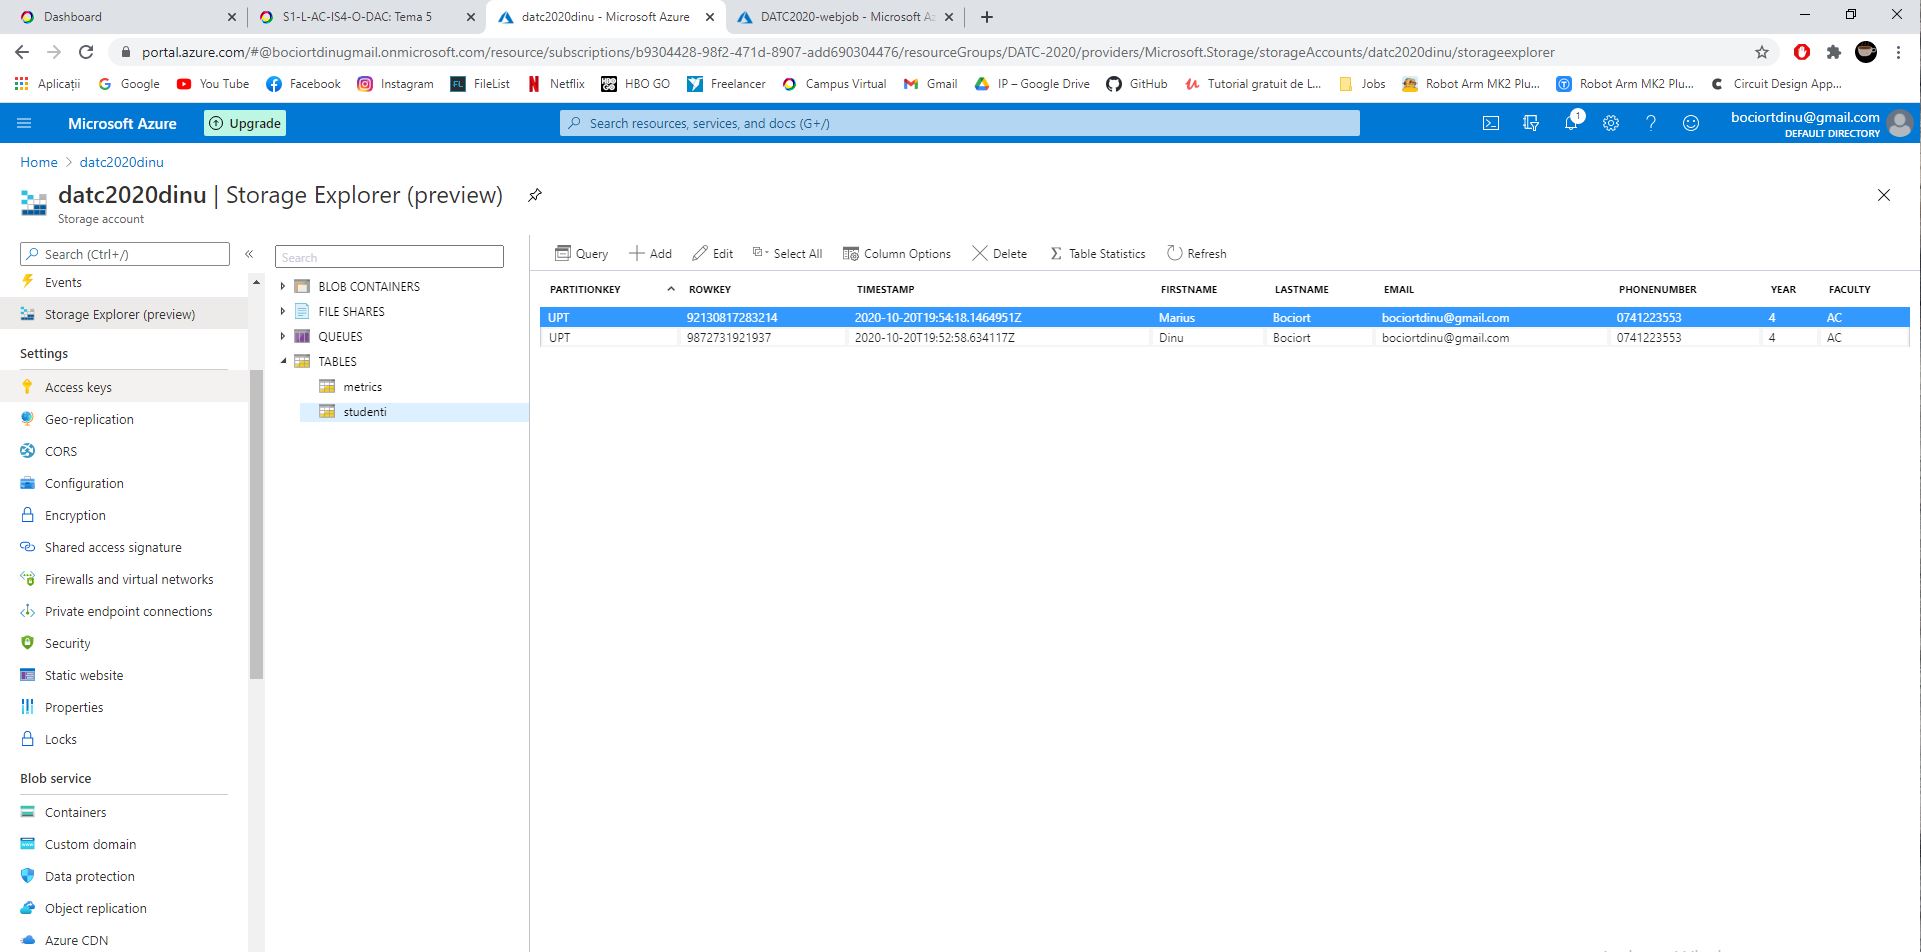 Dashboard
S1-L-AC-IS4-O-DAC: Tema 5
datc2020dinu - Microsoft Azure
DATC2020-webjob - Microsoft Az
portal.azure.com/#@bociortdinugmail.onmicrosoft.com/resource/subscriptions/b9304428-98f2-471d-8907-add690304476/resourceGroups/DATC-2020/providers/Microsoft.Storage/storageAccounts/datc2020dinu/storageexplorer
Aplicații Google You Tube Facebook Instagram FL FileList N Netflix HBO GO HBO GO Freelancer Campus Virtual Gmail IP – Google Drive GitHub Tutorial gratuit de L... Jobs Robot Arm MK2 Plu... Robot Arm MK2 Plu... C Circuit Design App...
Microsoft Azure
Upgrade
Search resources, services, and docs (G+/)
1
bociortdinu@gmail.com
DEFAULT DIRECTORY
Home > datc2020dinu
datc2020dinu | Storage Explorer (preview)
Storage account
Search (Ctrl+/)
Events
Storage Explorer (preview)
Settings
Access keys
Geo-replication
CORS
Configuration
Encryption
Shared access signature
Firewalls and virtual networks
Private endpoint connections
Security
Static website
Properties
Locks
Blob service
Containers
Custom domain
Data protection
Object replication
Azure CDN
Search
BLOB CONTAINERS
FILE SHARES
QUEUES
TABLES
metrics
studenti
Query Add Edit Select All Column Options Delete Table Statistics Refresh
PARTITIONKEY ROWKEY TIMESTAMP FIRSTNAME LASTNAME EMAIL PHONENUMBER YEAR FACULTY
UPT 92130817283214 2020-10-20T19:54:18.1464951Z Marius Bociort bociortdinu@gmail.com 0741223553 4 AC
UPT 9872731921937 2020-10-20T19:52:58.634117Z Dinu Bociort bociortdinu@gmail.com 0741223553 4 AC